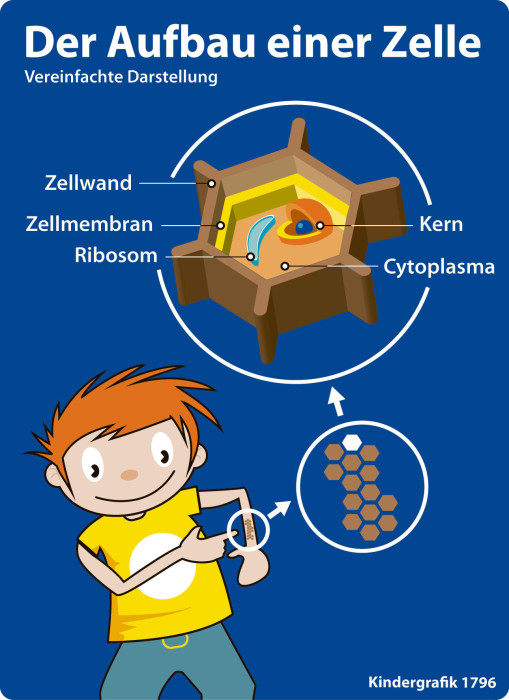 Der Aufbau einer Zelle
Vereinfachte Darstellung
Zellwand
Zellmembran
Kern
Ribosom
Cytoplasma
Kindergrafik 1796